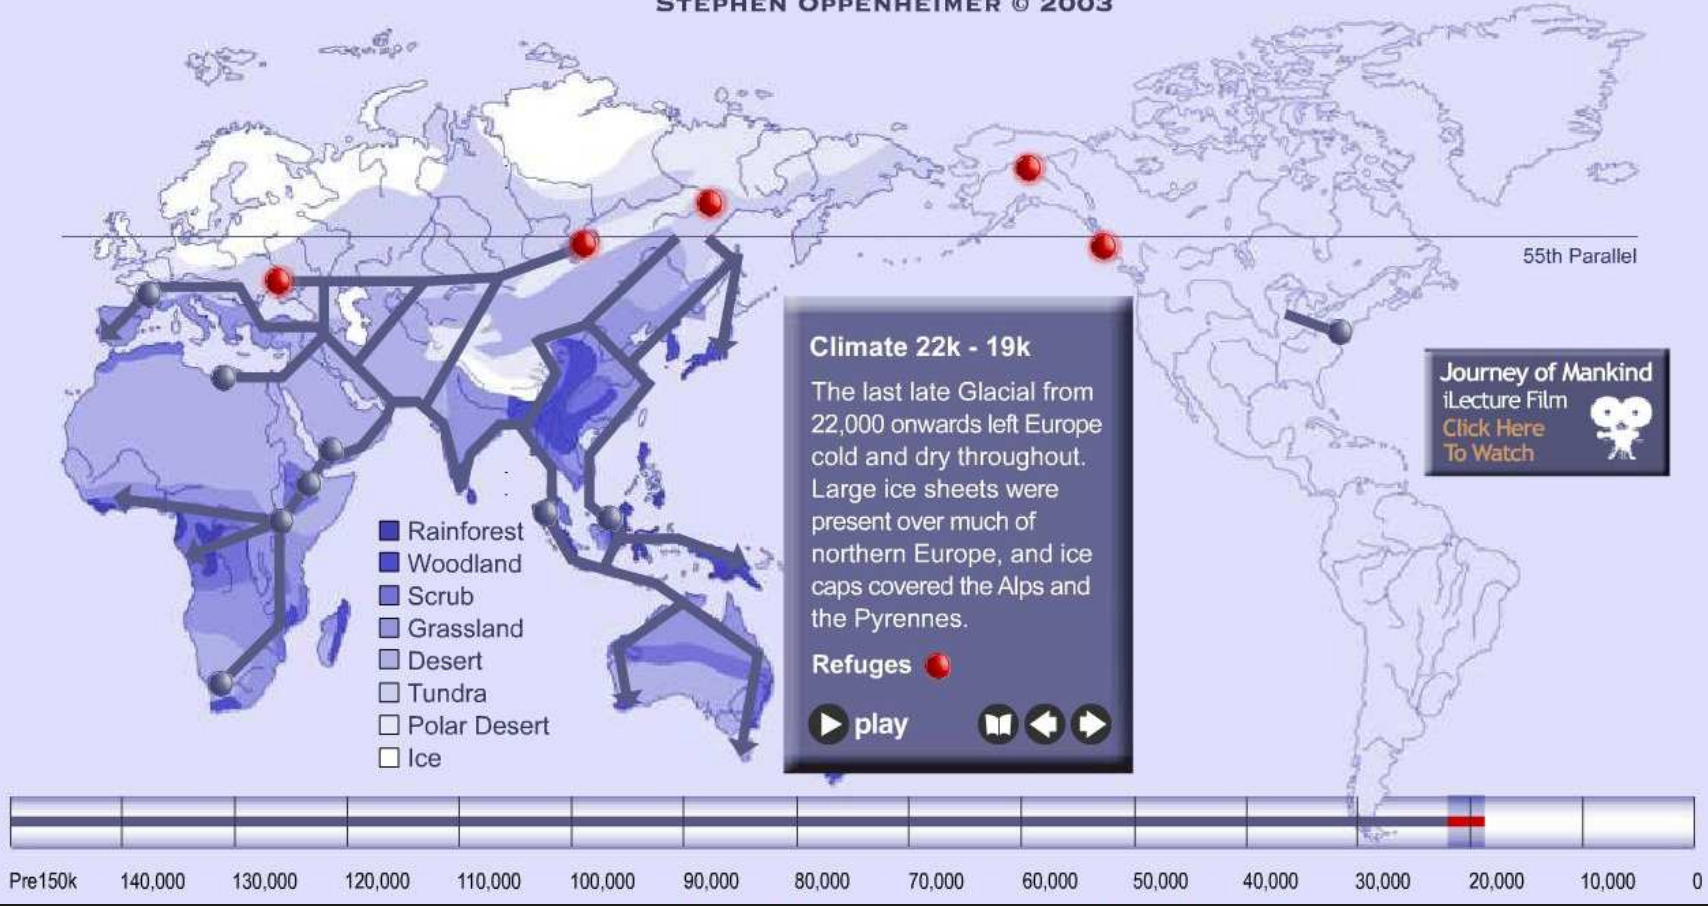 STEPHEN OPPENHEIMER © 2003
55th Parallel
Climate 22k - 19k
The last late Glacial from
22,000 onwards left Europe
cold and dry throughout.
Large ice sheets were
present over much of
northern Europe, and ice
caps covered the Alps and
the Pyrennes.
Refuges
play
Journey of Mankind
iLecture Film
Click Here
To Watch
Rainforest
Woodland
Scrub
Grassland
Desert
Tundra
Polar Desert
Ice
Pre150k 140,000 130,000 120,000 110,000 100,000 90,000 80,000 70,000 60,000 50,000 40,000 30,000 20,000 10,000 0